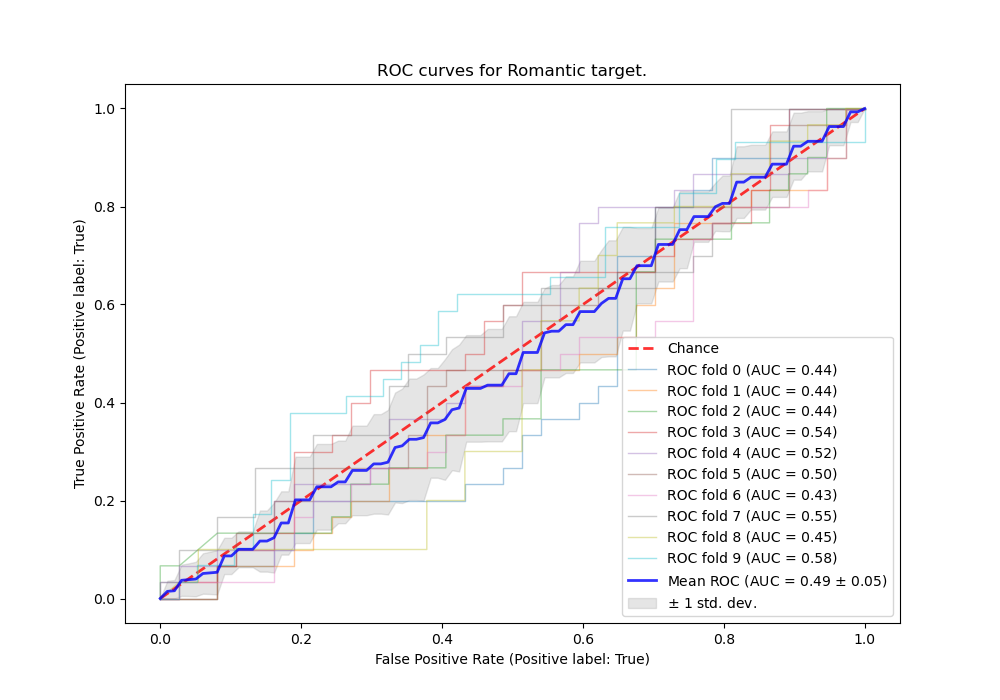 ROC curves for Romantic target.
True Positive Rate (Positive label: True)
1.0
0.8
0.6
0.4
0.2
0.0
0.0 0.2 0.4 0.6 0.8 1.0
False Positive Rate (Positive label: True)
Chance
ROC fold 0 (AUC = 0.44)
ROC fold 1 (AUC = 0.44)
ROC fold 2 (AUC = 0.44)
ROC fold 3 (AUC = 0.54)
ROC fold 4 (AUC = 0.52)
ROC fold 5 (AUC = 0.50)
ROC fold 6 (AUC = 0.43)
ROC fold 7 (AUC = 0.55)
ROC fold 8 (AUC = 0.45)
ROC fold 9 (AUC = 0.58)
Mean ROC (AUC = 0.49 ± 0.05)
± 1 std. dev.